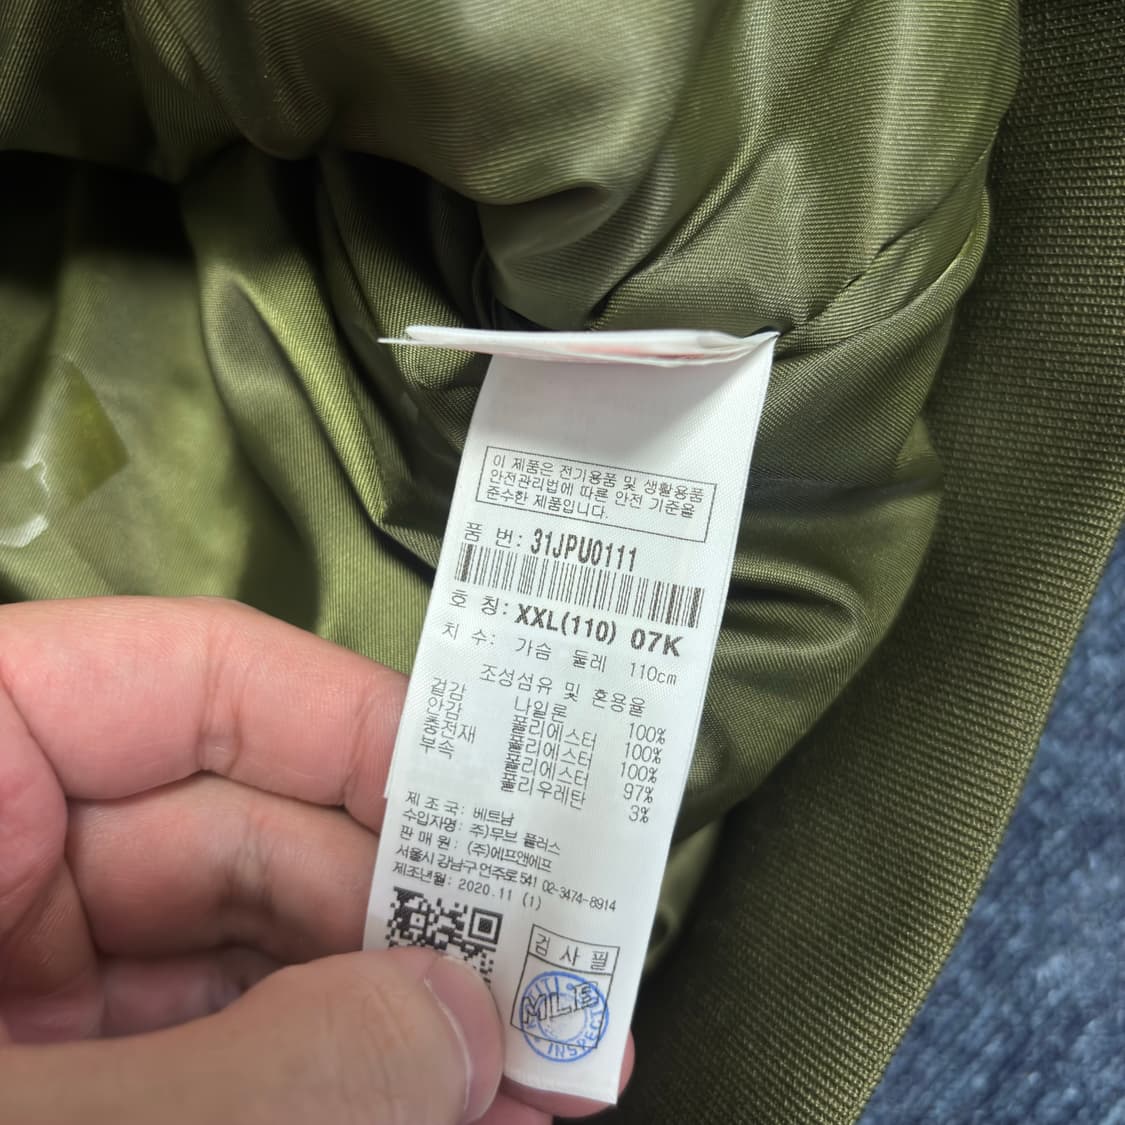 이 제품은 전기용품 및 생활용품
안전관리법에 따른 안전 기준을
준수한 제품입니다.
품 번: 31JPU0111
호 칭: XXL(110) 07K
치 수: 가슴 둘레 110cm
조성섬유 및 혼용율
겉감 나일론 100%
안감 폴리에스터 100%
충전재 폴리에스터 100%
부속 폴리에스터 97%
폴리우레탄 3%
제 조 국: 베트남
수입자명: 주)무브 플러스
판 매 원: (주)에프앤에프
서울시 강남구 언주로 541 02-3474-8914
제조년월: 2020.11 (1)
검 사 필
MLB
INSPEC